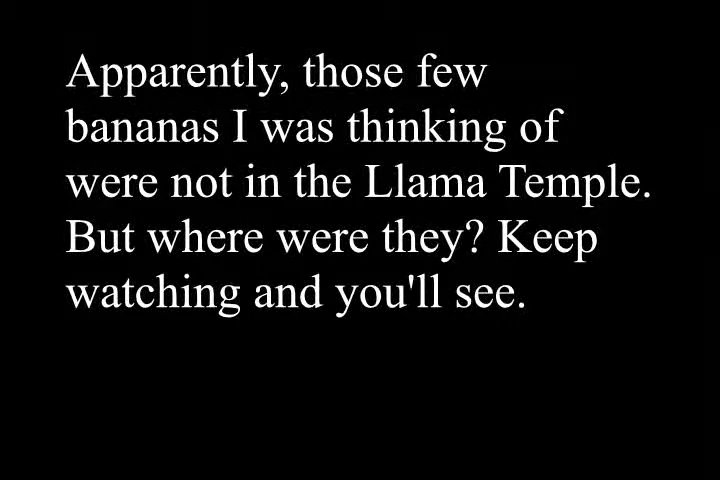 Apparently, those few
bananas I was thinking of
were not in the Llama Temple.
But where were they? Keep
watching and you'll see.